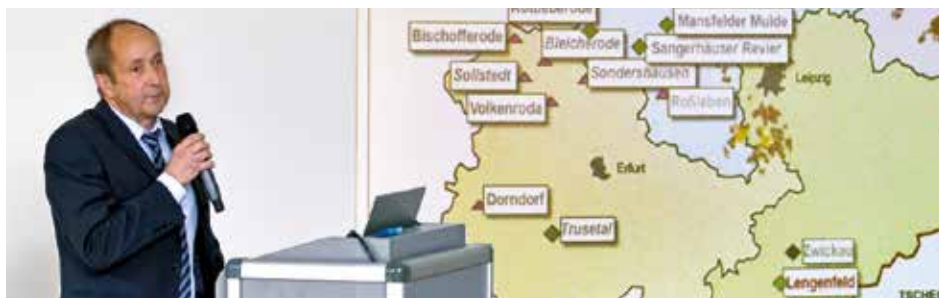 Mansfelder Mulde
Bischofferode
Bleicherode
Sangerhäuser Revier
Sollstedt
Sondershausen
Leipzig
Volkenroda
Roßleben
Erfurt
Dorndorf
Trusetal
Zwickau
Lengenfeld